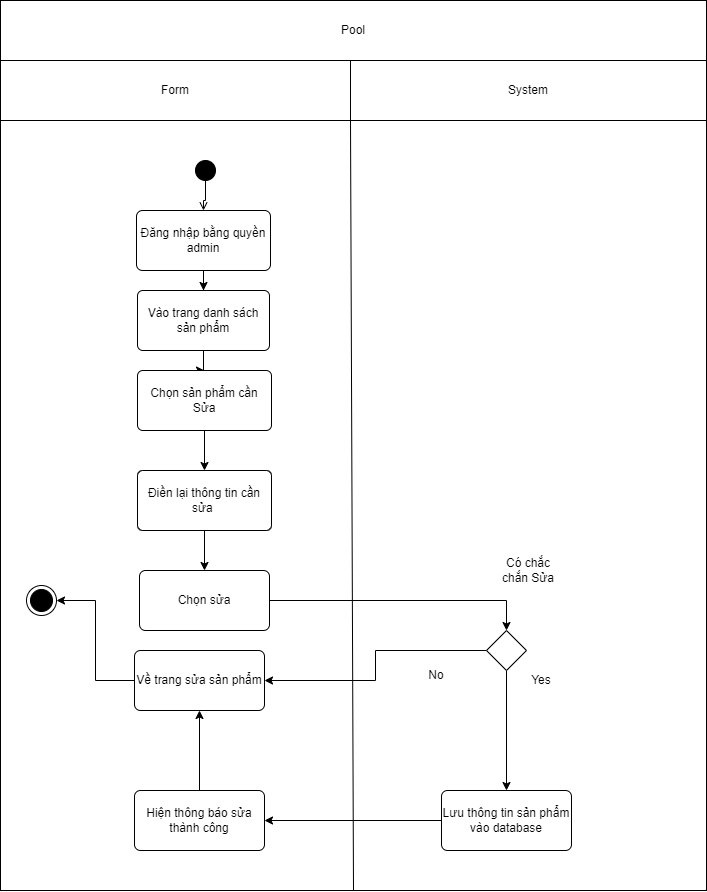 Pool
Form
System
Đăng nhập bằng quyền
admin
Vào trang danh sách
sản phẩm
Chọn sản phẩm cần
Sửa
Điền lại thông tin cần
sửa
Có chắc
chắn Sửa
Chọn sửa
No
Yes
Về trang sửa sản phẩm
Hiện thông báo sửa
thành công
Lưu thông tin sản phẩm
vào database